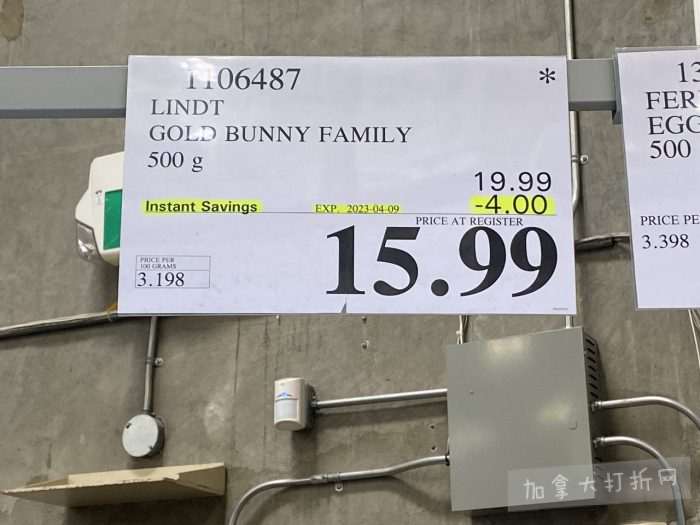 1106487
*
LINDT
GOLD BUNNY FAMILY
500 g
19.99
Instant Savings EXP. 2023-04-09 -4.00
PRICE AT REGISTER
15.99
PRICE PER
100 GRAMS
3.198
13
FER
EGG
500
PRICE PE
3.398
加拿大打折网